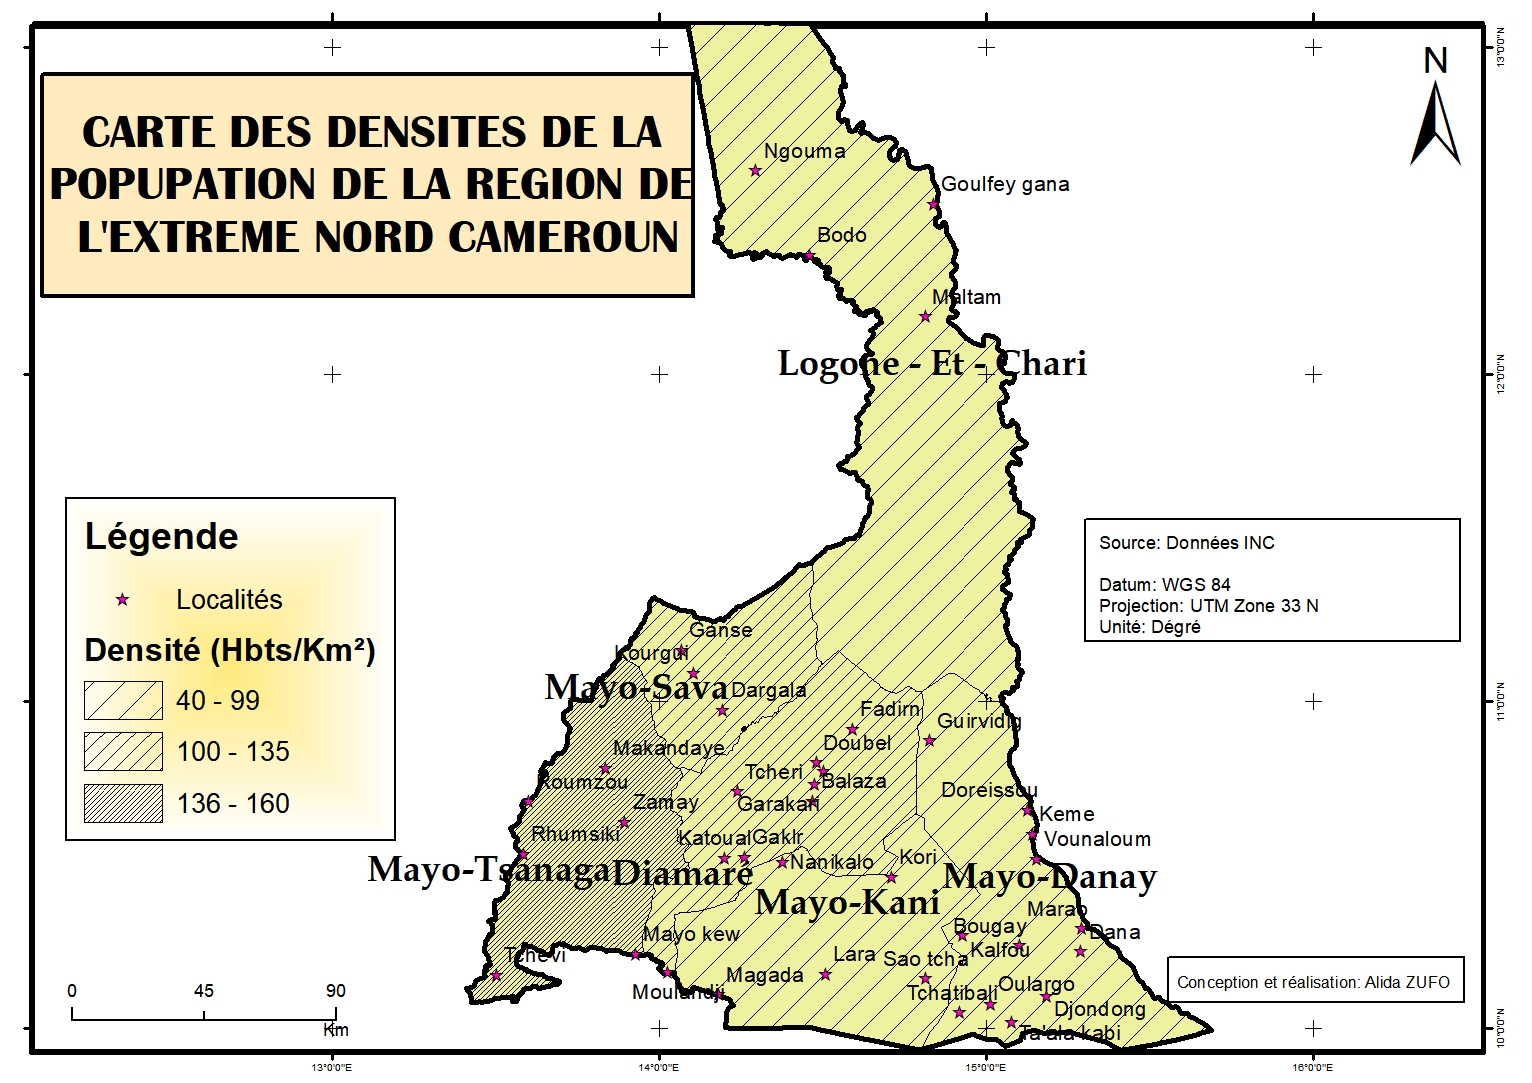 CARTE DES DENSITES DE LA
POPUPATION DE LA REGION DE
L'EXTREME NORD CAMEROUN
N
Ngouma
Goulfey gana
Bodo
Maltam
Logone - Et - Chari
Légende
Localités
Densité (Hbts/Km²)
40 - 99
100 - 135
136 - 160
Source: Données INC
Datum: WGS 84
Projection: UTM Zone 33 N
Unité: Dégré
Ganse
Kourgui
Mayo-Sava
Dargala
Fadirn
Guirvidig
Makandaye
Doubel
Tcheri
Koumzou
Balaza
Doreissou
Zamay
Garakari
Keme
Rhumsiki
Katoual
Gaklr
Vounaloum
Mayo-Tsanaga
Diamaré
Nanikalo
Kori
Mayo-Danay
Mayo-Kani
Marao
Mayo kew
Bougay
Dana
Tchevi
Lara
Sao tcha
Kalfou
Magada
Moulandji
Tchatibali
Oulargo
Djondong
Ta'ala kabi
Conception et réalisation: Alida ZUFO
0 45 90
Km
13°0'0"E 14°0'0"E 15°0'0"E 16°0'0"E
13°0'0"N
12°0'0"N
11°0'0"N
10°0'0"N